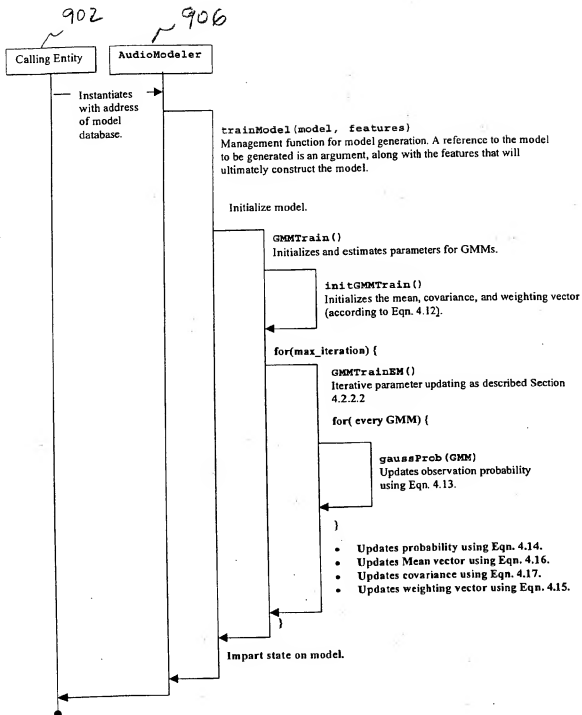 902
906
Calling Entity
AudioModeler
Instantiates
with address
of model
database.
trainModel(model, features)
Management function for model generation. A reference to the model
to be generated is an argument, along with the features that will
ultimately construct the model.
Initialize model.
GMMTrain()
Initializes and estimates parameters for GMMs.
initGMMTrain()
Initializes the mean, covariance, and weighting vector
(according to Eqn. 4.12).
for(max_iteration) {
GMMTrainEM()
Iterative parameter updating as described Section
4.2.2.2
for( every GMM) {
gaussProb(GMM)
Updates observation probability
using Eqn. 4.13.
}
• Updates probability using Eqn. 4.14.
• Updates Mean vector using Eqn. 4.16.
• Updates covariance using Eqn. 4.17.
• Updates weighting vector using Eqn. 4.15.
}
Impart state on model.